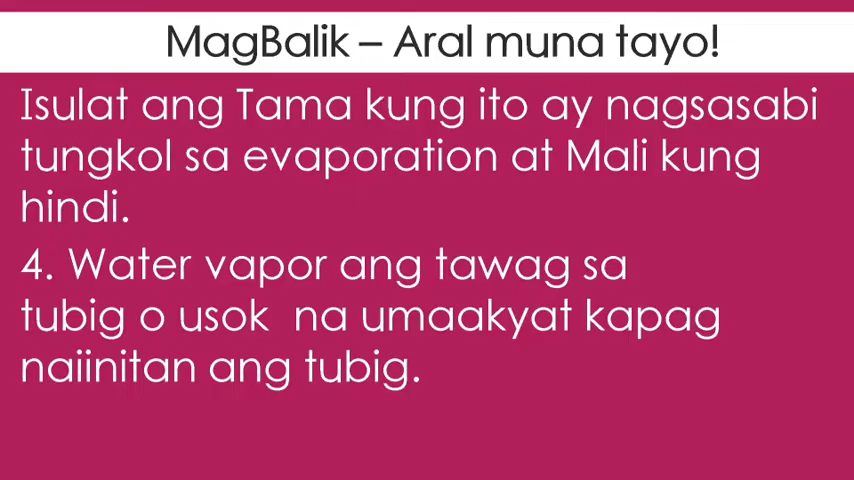 MagBalik – Aral muna tayo!
Isulat ang Tama kung ito ay nagsasabi
tungkol sa evaporation at Mali kung
hindi.
4. Water vapor ang tawag sa
tubig o usok  na umaakyat kapag
naiinitan ang tubig.